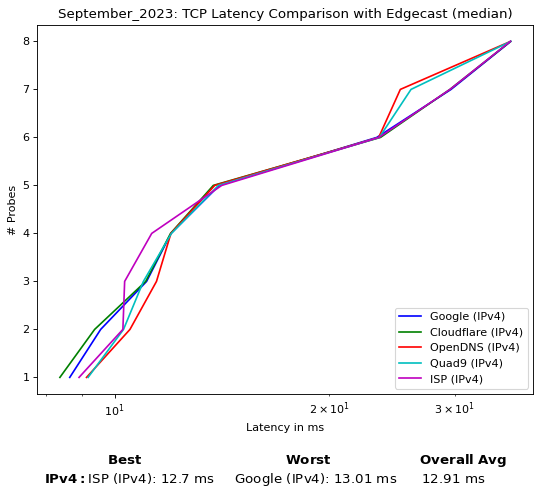 September_2023: TCP Latency Comparison with Edgecast (median)
8
7
6
5
4
3
2
1
# Probes
Google (IPv4)
Cloudflare (IPv4)
OpenDNS (IPv4)
Quad9 (IPv4)
ISP (IPv4)
10¹ 2 × 10¹ 3 × 10¹
Latency in ms
Best Worst Overall Avg
IPv4: ISP (IPv4): 12.7 ms Google (IPv4): 13.01 ms 12.91 ms